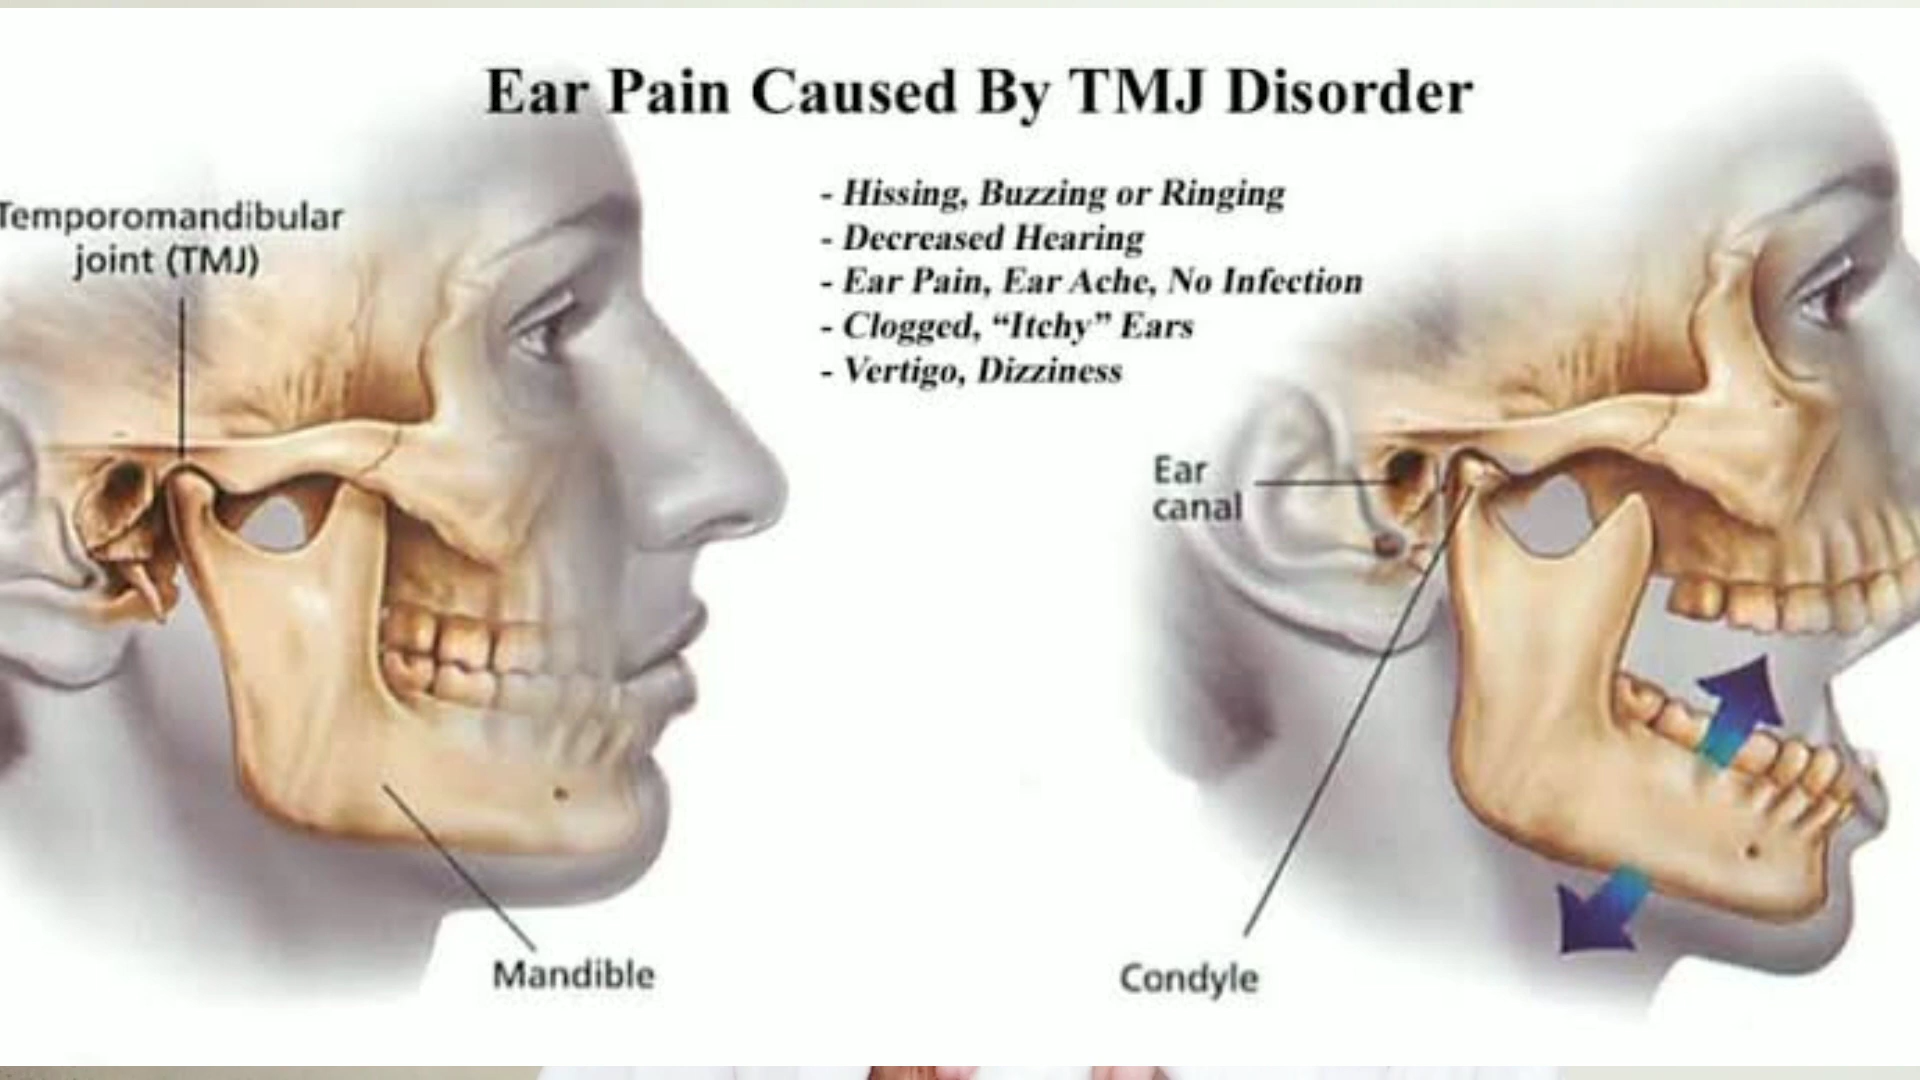 Ear Pain Caused By TMJ Disorder
- Hissing, Buzzing or Ringing
- Decreased Hearing
- Ear Pain, Ear Ache, No Infection
- Clogged, “Itchy” Ears
- Vertigo, Dizziness
Temporomandibular
joint (TMJ)
Ear
canal
Mandible
Condyle